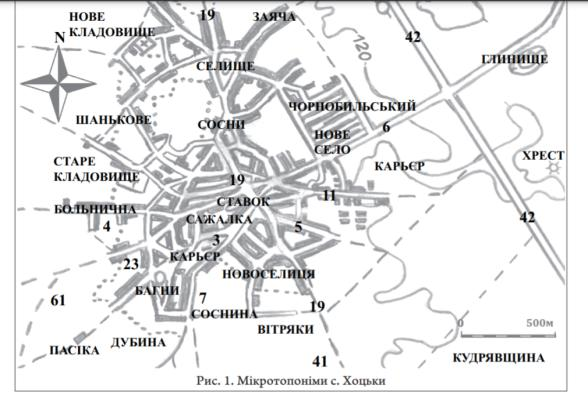 НОВЕ
КЛАДОВИЩЕ
19
ЗАЯЧА
120
42
N
ГЛИНИЩЕ
СЕЛИЩЕ
ЧОРНОБИЛЬСЬКИЙ
ШАНЬКОВЕ
СОСНИ
6
НОВЕ
СЕЛО
СТАРЕ
КЛАДОВИЩЕ
КАРЬЄР
ХРЕСТ
19
11
СТАВОК
БОЛЬНИЧНА
САЖАЛКА
42
4
5
3
КАРЬЄР
23
НОВОСЕЛИЦЯ
БАГНИ
61
7
19
СОСНИНА
ВІТРЯКИ
0
500м
ДУБИНА
ПАСІКА
41
КУДРЯВЩИНА
Рис. 1. Мікротопоніми с. Хоцьки